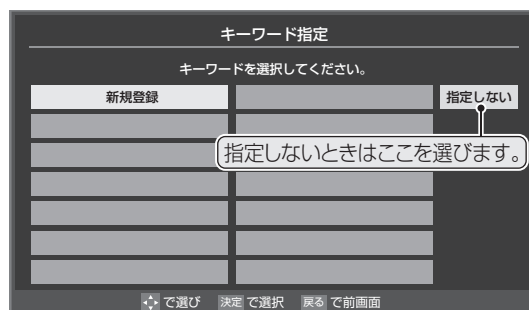 キーワード指定
キーワードを選択してください。
新規登録
指定しない
指定しないときはここを選びます。
で選び 決定 で選択 戻る で前画面